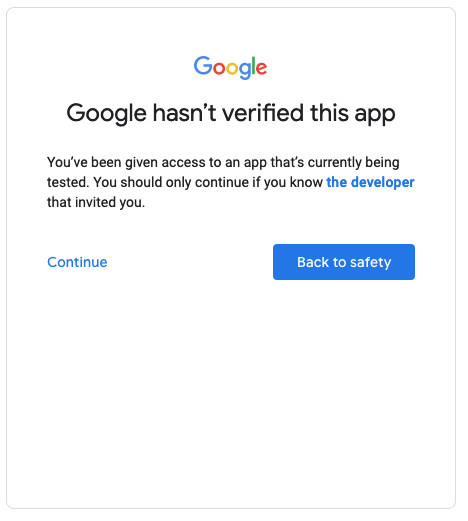 Google
Google hasn’t verified this app
You’ve been given access to an app that’s currently being
tested. You should only continue if you know the developer
that invited you.
Continue
Back to safety